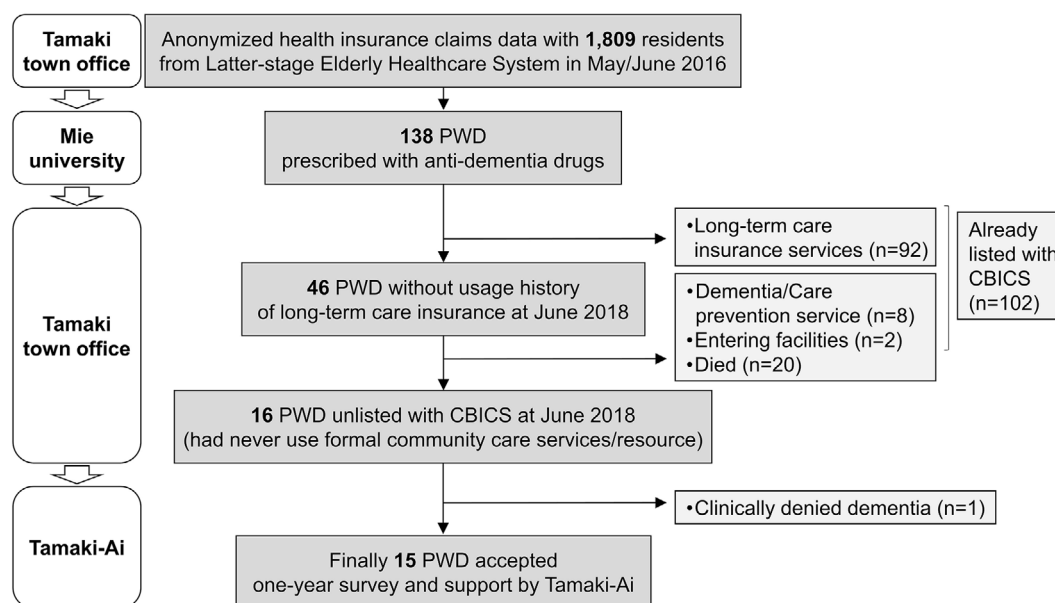 Tamaki
town office
Anonymized health insurance claims data with 1,809 residents
from Latter-stage Elderly Healthcare System in May/June 2016
Mie
university
138 PWD
prescribed with anti-dementia drugs
Tamaki
town office
•Long-term care
insurance services (n=92)
Already
listed with
CBICS
(n=102)
46 PWD without usage history
of long-term care insurance at June 2018
•Dementia/Care
prevention service (n=8)
•Entering facilities (n=2)
•Died (n=20)
16 PWD unlisted with CBICS at June 2018
(had never use formal community care services/resource)
Tamaki-Ai
•Clinically denied dementia (n=1)
Finally 15 PWD accepted
one-year survey and support by Tamaki-Ai